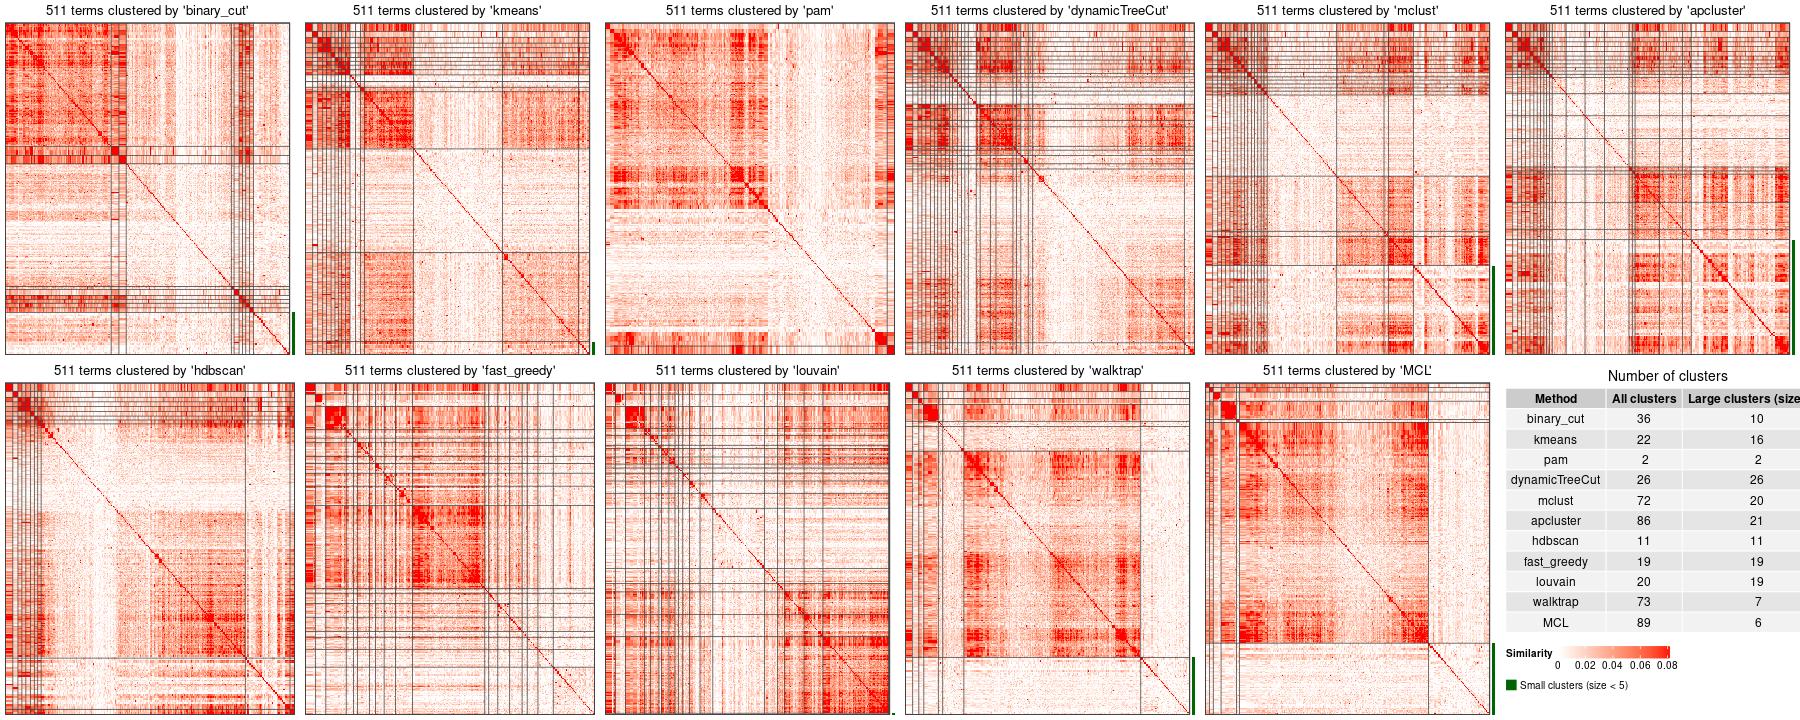 511 terms clustered by 'binary_cut'
511 terms clustered by 'kmeans'
511 terms clustered by 'pam'
511 terms clustered by 'dynamicTreeCut'
511 terms clustered by 'mclust'
511 terms clustered by 'apcluster'
511 terms clustered by 'hdbscan'
511 terms clustered by 'fast_greedy'
511 terms clustered by 'louvain'
511 terms clustered by 'walktrap'
511 terms clustered by 'MCL'
Number of clusters
Method All clusters Large clusters (size
binary_cut 36 10
kmeans 22 16
pam 2 2
dynamicTreeCut 26 26
mclust 72 20
apcluster 86 21
hdbscan 11 11
fast_greedy 19 19
louvain 20 19
walktrap 73 7
MCL 89 6
Similarity
0 0.02 0.04 0.06 0.08
Small clusters (size < 5)